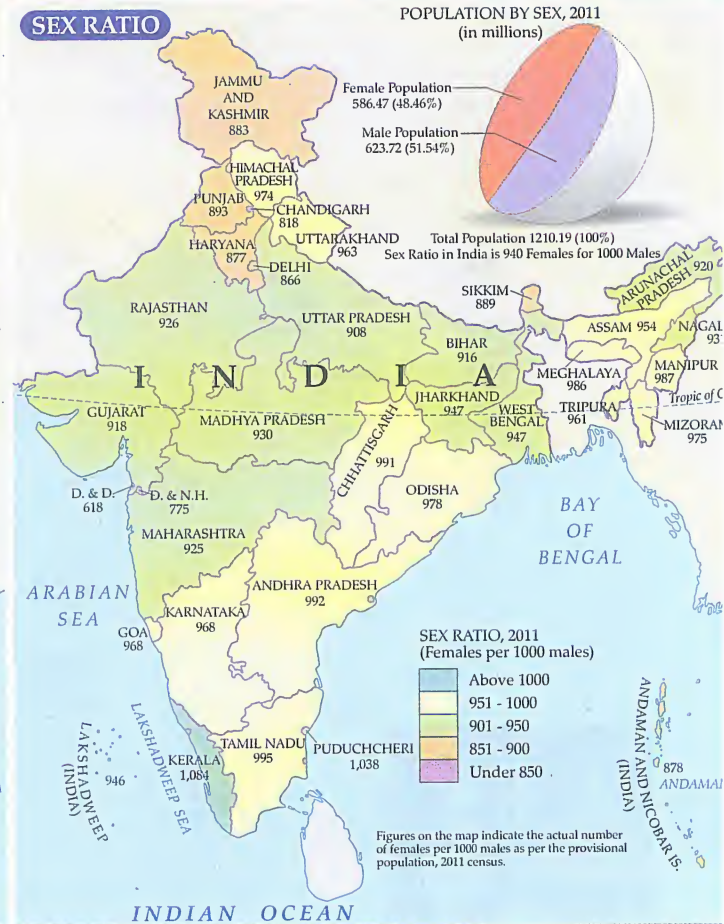 SEX RATIO
POPULATION BY SEX, 2011
(in millions)
Female Population
586.47 (48.46%)
Male Population
623.72 (51.54%)
Total Population 1210.19 (100%)
Sex Ratio in India is 940 Females for 1000 Males
JAMMU
AND
KASHMIR
883
HIMACHAL
PRADESH
974
PUNJAB
893
CHANDIGARH
818
UTTARAKHAND
963
HARYANA
877
DELHI
866
RAJASTHAN
926
UTTAR PRADESH
908
SIKKIM
889
ARUNACHAL
PRADESH 920
ASSAM 954
NAGAL
93
BIHAR
916
MEGHALAYA
986
MANIPUR
987
INDIA
GUJARAT
918
MADHYA PRADESH
930
JHARKHAND
947
WEST
BENGAL
947
TRIPURA
961
Tropic of C
MIZORAM
975
CHHATTISGARH
991
ODISHA
978
D. & D.
618
D. & N.H.
775
MAHARASHTRA
925
BAY
OF
BENGAL
ARABIAN
SEA
ANDHRA PRADESH
992
KARNATAKA
968
GOA
968
SEX RATIO, 2011
(Females per 1000 males)
Above 1000
951 - 1000
901 - 950
851 - 900
Under 850
LAKSHADWEEP
(INDIA)
946
LAKSHADWEEP SEA
KERALA
1,084
TAMIL NADU
995
PUDUCHCHERI
1,038
ANDAMAN AND NICOBAR IS.
(INDIA)
878
ANDAMA
Figures on the map indicate the actual number
of females per 1000 males as per the provisional
population, 2011 census.
INDIAN OCEAN